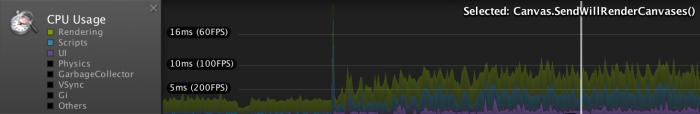 CPU Usage
Rendering
Scripts
UI
Physics
GarbageCollector
VSync
Gi
Others
Selected: Canvas.SendWillRenderCanvases()
16ms (60FPS)
10ms (100FPS)
5ms (200FPS)